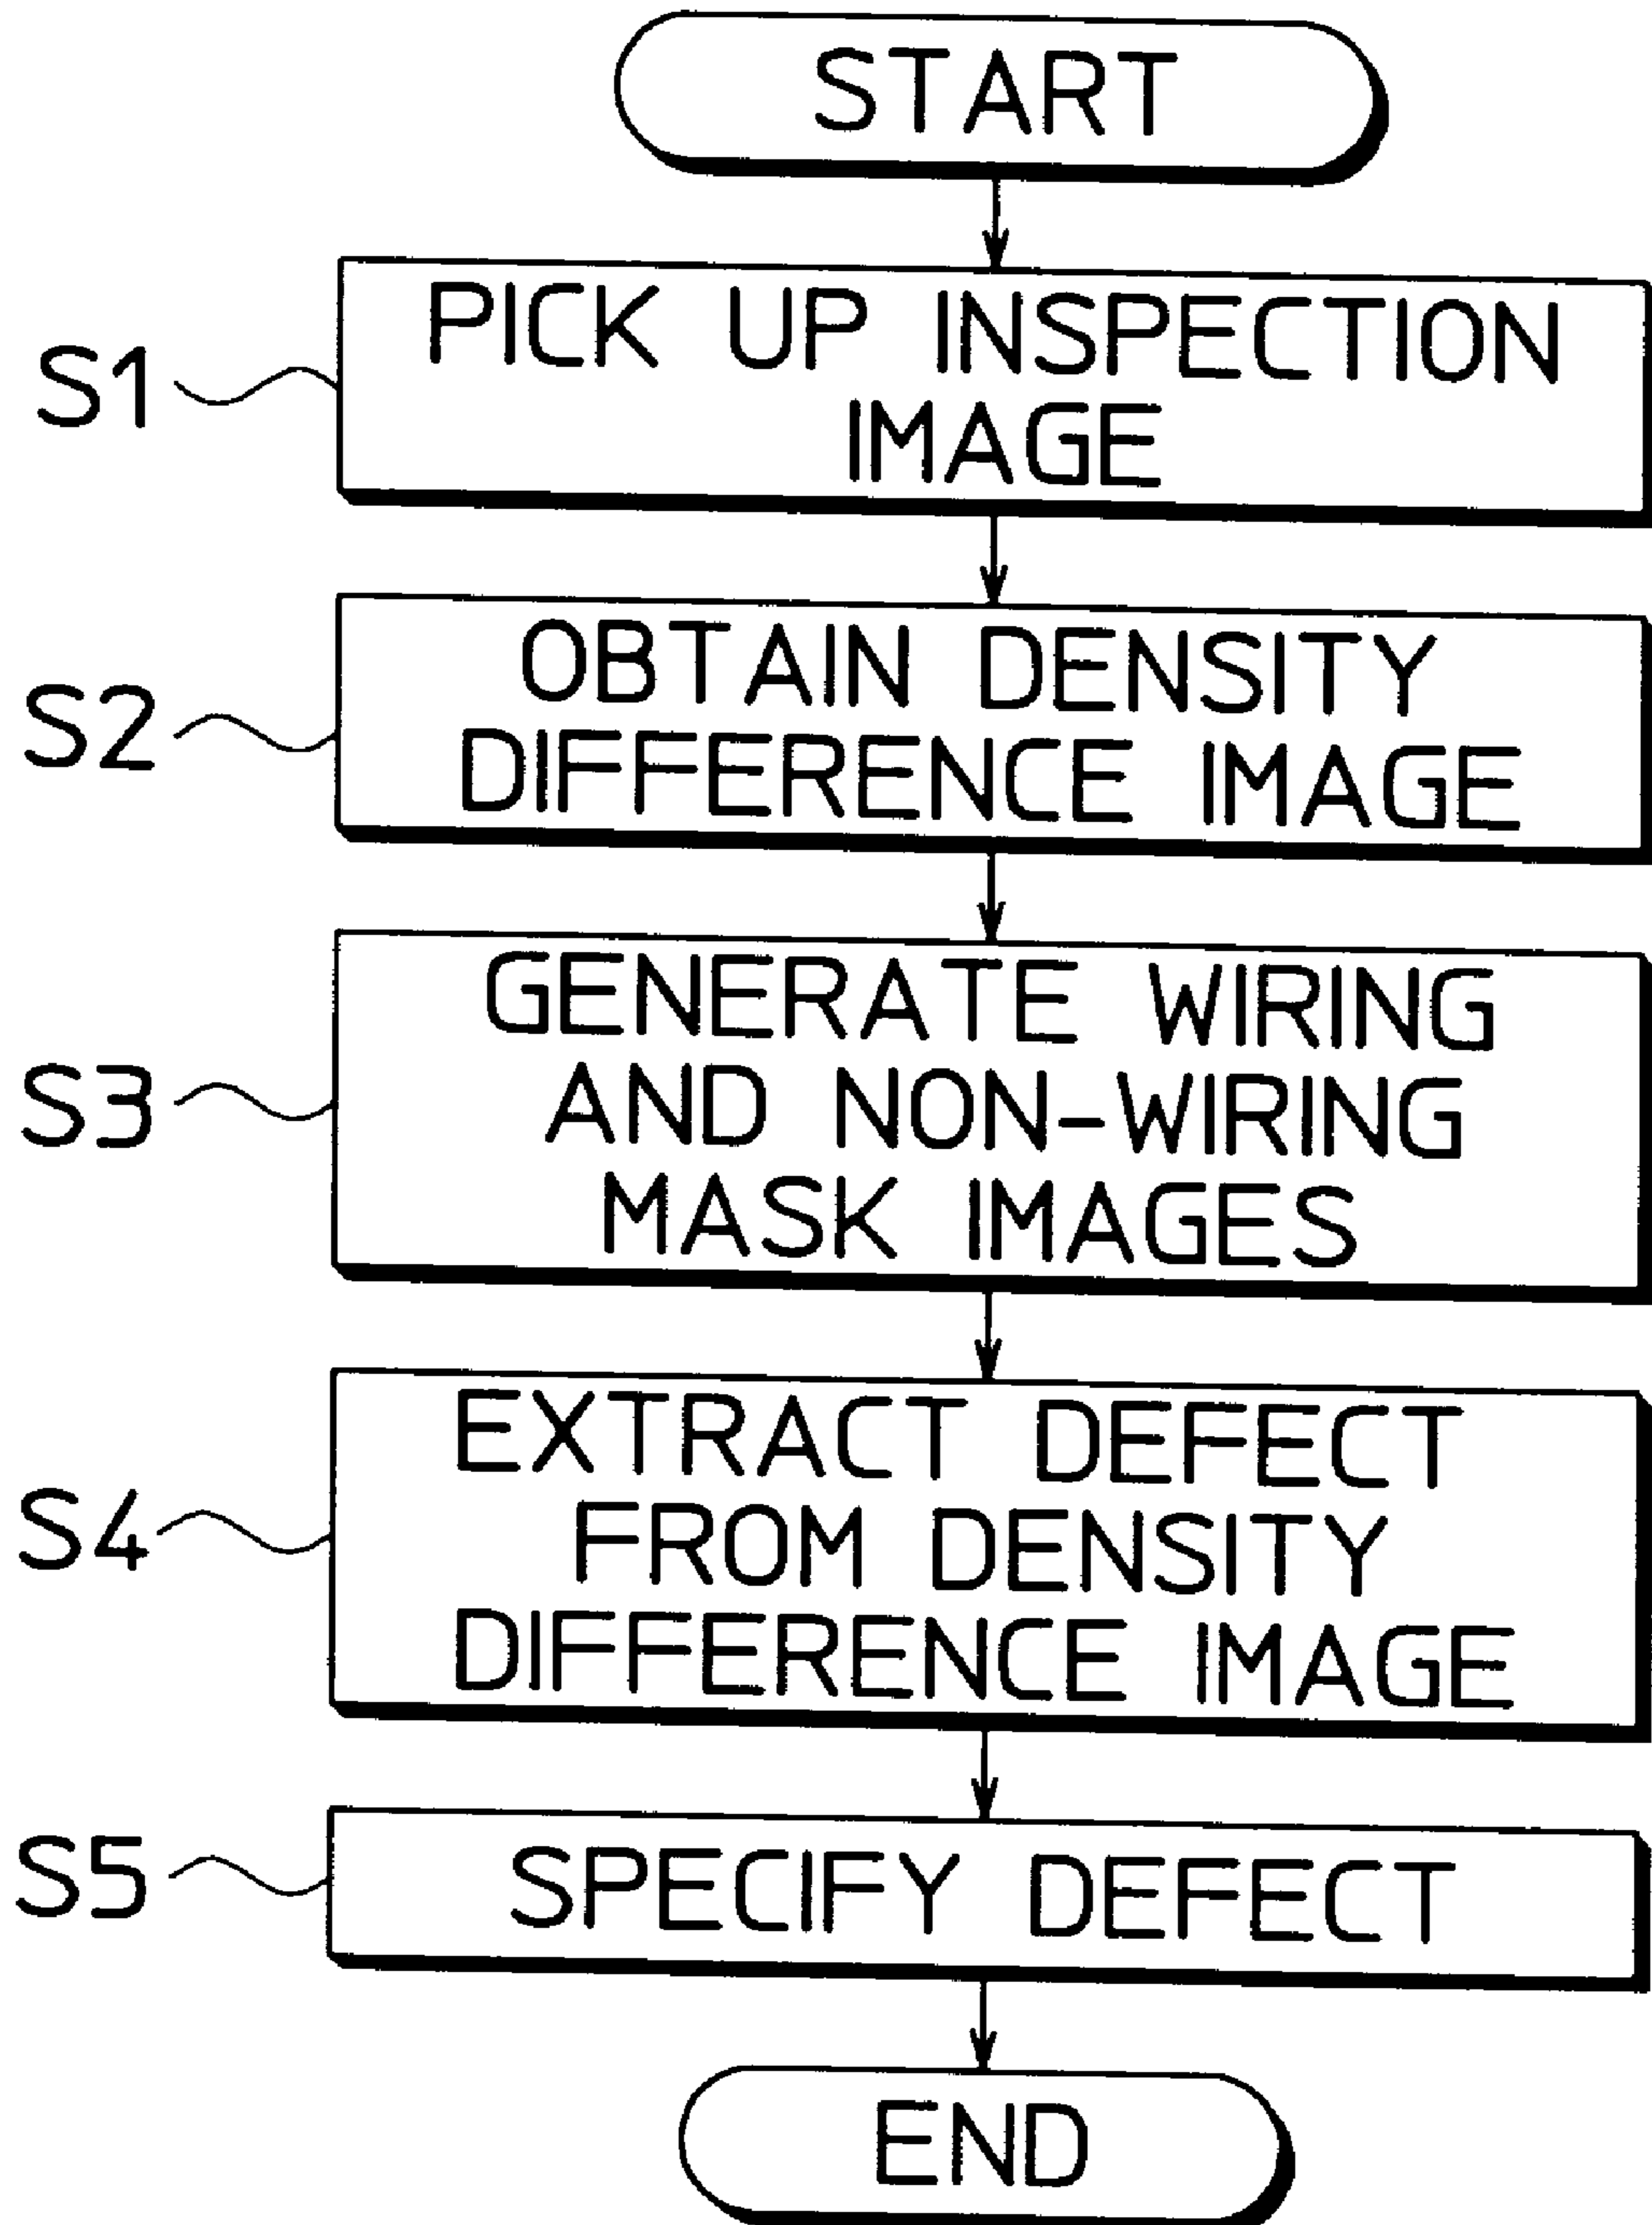 START
S1
PICK UP INSPECTION
IMAGE
S2
OBTAIN DENSITY
DIFFERENCE IMAGE
S3
GENERATE WIRING
AND NON-WIRING
MASK IMAGES
S4
EXTRACT DEFECT
FROM DENSITY
DIFFERENCE IMAGE
S5
SPECIFY DEFECT
END